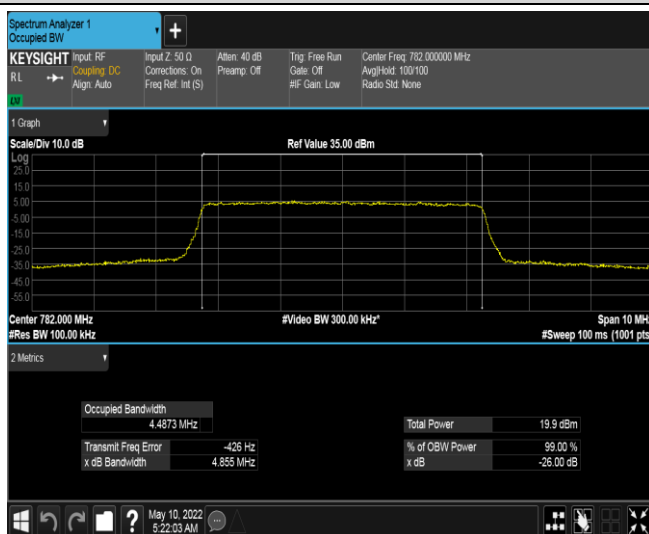 Spectrum Analyzer 1
Occupied BW
KEYSIGHT
R L
Input: RF
Coupling: DC
Align: Auto
Input Z: 50 Ω
Corrections: On
Freq Ref: Int (S)
Atten: 40 dB
Preamp: Off
Trig: Free Run
Gate: Off
#IF Gain: Low
Center Freq: 782.000000 MHz
Avg|Hold: 100/100
Radio Std: None
1 Graph
Scale/Div 10.0 dB
Ref Value 35.00 dBm
Log
25.0
15.0
5.00
-5.00
-15.0
-25.0
-35.0
-45.0
-55.0
Center 782.000 MHz
#Video BW 300.00 kHz*
Span 10 MHz
#Res BW 100.00 kHz
#Sweep 100 ms (1001 pts
2 Metrics
Occupied Bandwidth
4.4873 MHz
Total Power 19.9 dBm
Transmit Freq Error -426 Hz
% of OBW Power 99.00 %
x dB Bandwidth 4.855 MHz
x dB -26.00 dB
?
May 10, 2022
5:22:03 AM